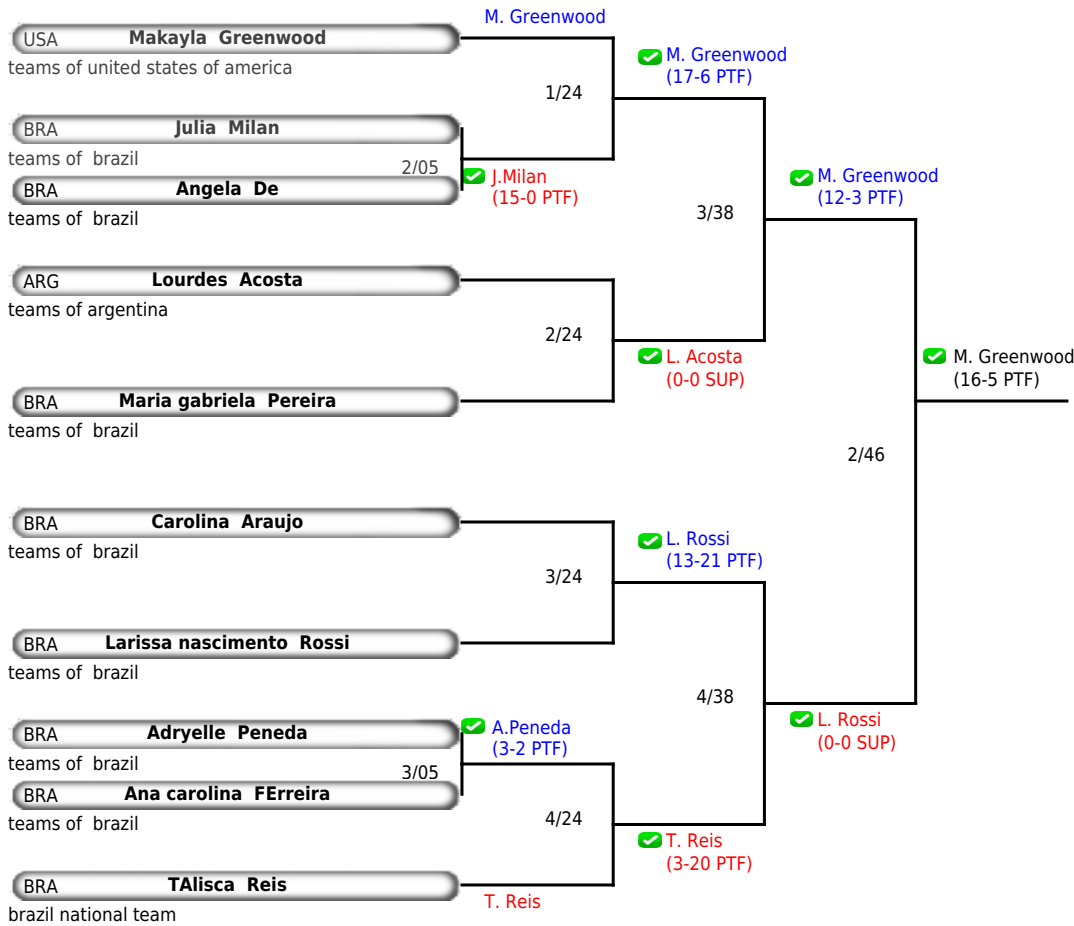 M. Greenwood
USA Makayla Greenwood
teams of united states of america
M. Greenwood
(17-6 PTF)
1/24
BRA Julia Milan
teams of brazil
2/05
J.Milan
(15-0 PTF)
BRA Angela De
teams of brazil
M. Greenwood
(12-3 PTF)
3/38
ARG Lourdes Acosta
teams of argentina
2/24
L. Acosta
(0-0 SUP)
M. Greenwood
(16-5 PTF)
BRA Maria gabriela Pereira
teams of brazil
2/46
BRA Carolina Araujo
teams of brazil
L. Rossi
(13-21 PTF)
3/24
BRA Larissa nascimento Rossi
teams of brazil
4/38
L. Rossi
(0-0 SUP)
BRA Adryelle Peneda
teams of brazil
A.Peneda
(3-2 PTF)
3/05
BRA Ana carolina FErreira
teams of brazil
4/24
T. Reis
(3-20 PTF)
BRA TAlisca Reis
brazil national team
T. Reis